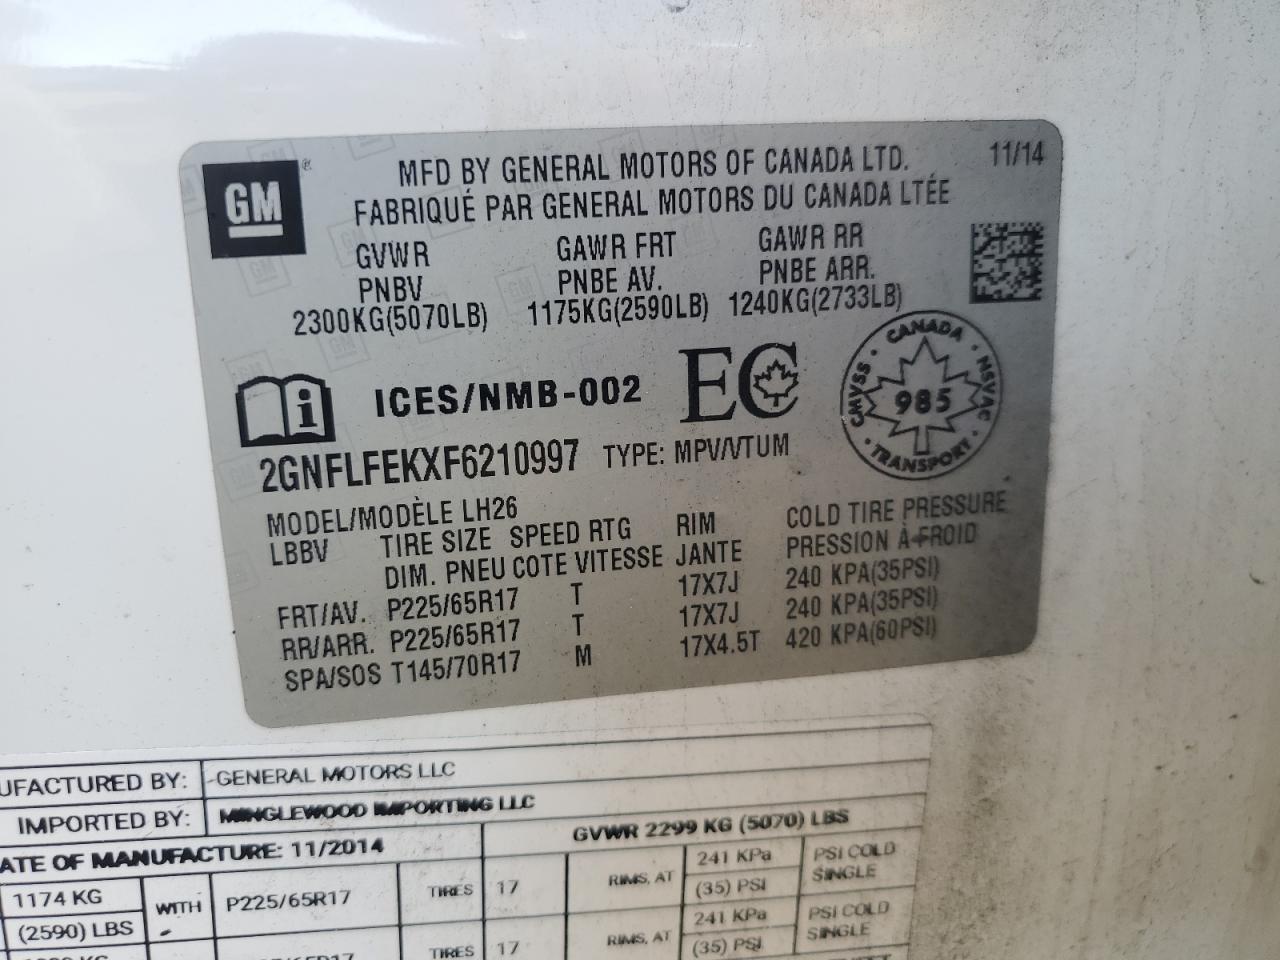 GM ®
MFD BY GENERAL MOTORS OF CANADA LTD. 11/14
FABRIQUÉ PAR GENERAL MOTORS DU CANADA LTÉE
GVWR GAWR FRT GAWR RR
PNBV PNBE AV. PNBE ARR.
2300KG(5070LB) 1175KG(2590LB) 1240KG(2733LB)
i ICES/NMB-002 EC
CANADA NSVAC TRANSPORT CMVSS
985
2GNFLFEKXF6210997 TYPE: MPV/VTUM
MODEL/MODÈLE LH26
LBBV TIRE SIZE SPEED RTG RIM COLD TIRE PRESSURE
DIM. PNEU COTE VITESSE JANTE PRESSION À FROID
FRT/AV. P225/65R17 T 17X7J 240 KPA(35PSI)
RR/ARR. P225/65R17 T 17X7J 240 KPA(35PSI)
SPA/SOS T145/70R17 M 17X4.5T 420 KPA(60PSI)
UFACTURED BY: GENERAL MOTORS LLC
IMPORTED BY: MINGLEWOOD IMPORTING LLC
ATE OF MANUFACTURE: 11/2014 GVWR 2299 KG (5070) LBS
1174 KG WITH P225/65R17 TIRES 17 RIMS, AT 241 KPa PSI COLD
(2590) LBS (35) PSI SINGLE
TIRES 17 RIMS, AT 241 KPa PSI COLD
(35) PSI SINGLE